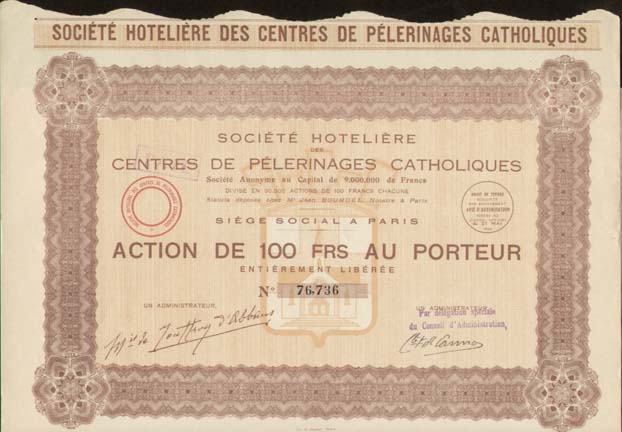 SOCIÉTÉ HOTELIÈRE DES CENTRES DE PÉLERINAGES CATHOLIQUES
SOCIÉTÉ HOTELIÈRE
DES
CENTRES DE PÉLERINAGES CATHOLIQUES
Société Anonyme au Capital de 9.000.000 de Francs
DIVISÉ EN 90.000 ACTIONS DE 100 FRANCS CHACUNE
Statuts déposés chez Me Jean BOURDEL, Notaire à Paris
SIÈGE SOCIAL A PARIS
ACTION DE 100 FRS AU PORTEUR
ENTIÈREMENT LIBÉRÉE
N° 76,736
UN ADMINISTRATEUR,
UN ADMINISTRATEUR,
Par délégation spéciale
du Conseil d'Administration,
DROIT DE TIMBRE